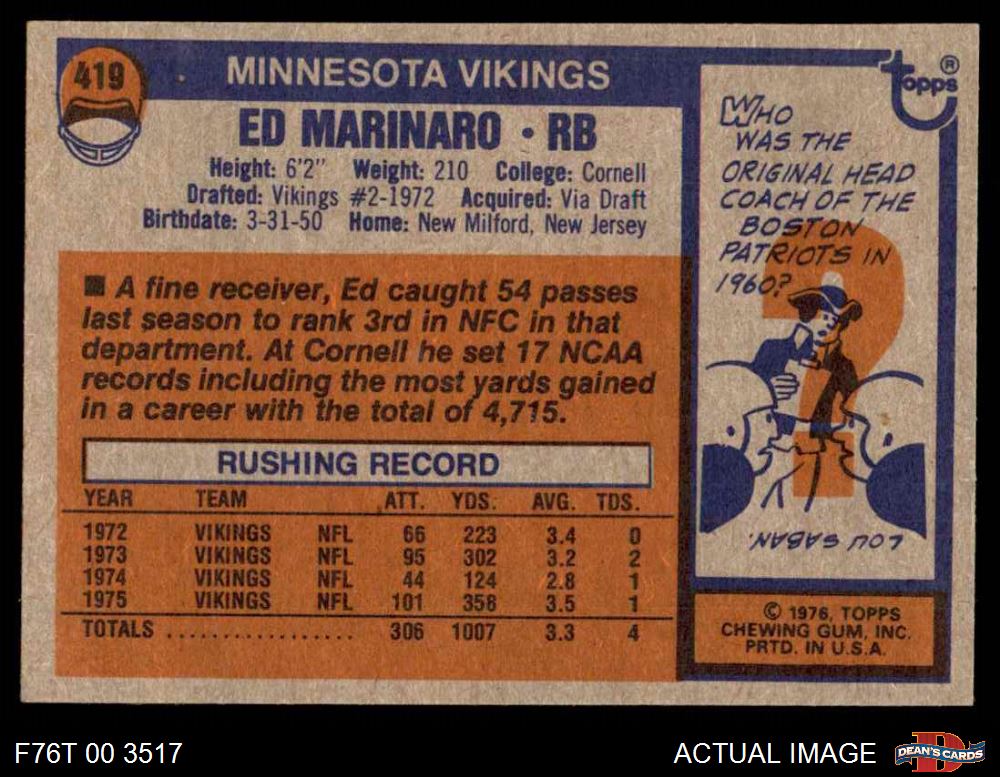 419
MINNESOTA VIKINGS
ED MARINARO • RB
Height: 6'2" Weight: 210 College: Cornell
Drafted: Vikings #2-1972 Acquired: Via Draft
Birthdate: 3-31-50 Home: New Milford, New Jersey
■ A fine receiver, Ed caught 54 passes
last season to rank 3rd in NFC in that
department. At Cornell he set 17 NCAA
records including the most yards gained
in a career with the total of 4,715.
RUSHING RECORD
YEAR TEAM ATT. YDS. AVG. TDS.
1972 VIKINGS NFL 66 223 3.4 0
1973 VIKINGS NFL 95 302 3.2 2
1974 VIKINGS NFL 44 124 2.8 1
1975 VIKINGS NFL 101 358 3.5 1
TOTALS .................. 306 1007 3.3 4
topps ®
WHO
WAS THE
ORIGINAL HEAD
COACH OF THE
BOSTON
PATRIOTS IN
1960?
?
LOU SABAN.
© 1976, TOPPS
CHEWING GUM, INC.
PRTD. IN U.S.A.
F76T 00 3517
ACTUAL IMAGE
D
DEAN'S CARDS